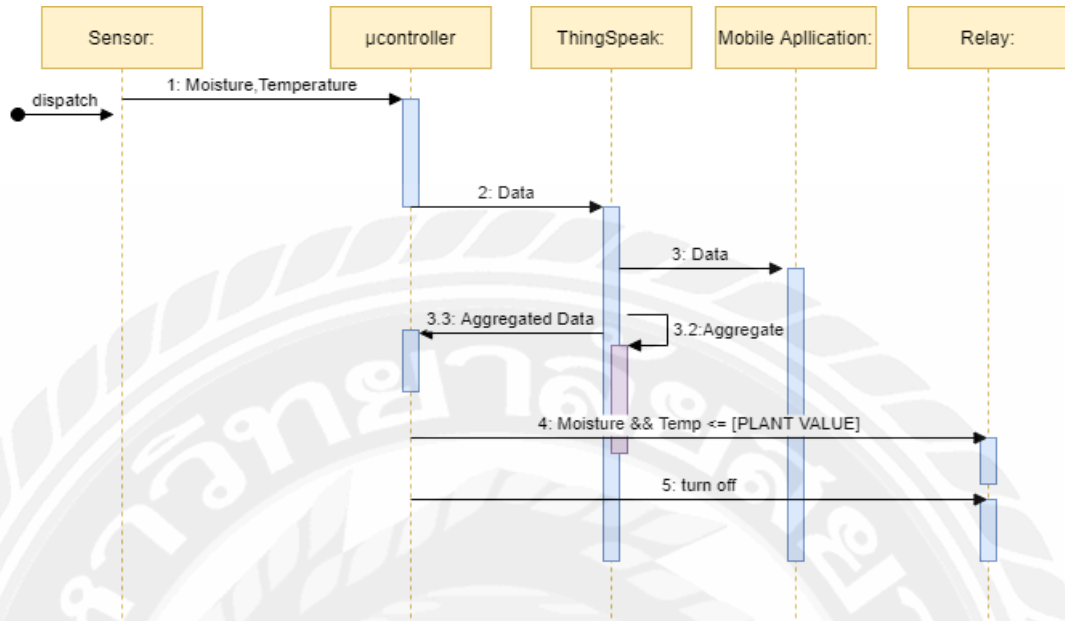 Sensor:
µcontroller
ThingSpeak:
Mobile Apllication:
Relay:
dispatch
1: Moisture,Temperature
2: Data
3: Data
3.3: Aggregated Data
3.2:Aggregate
4: Moisture && Temp <= [PLANT VALUE]
5: turn off